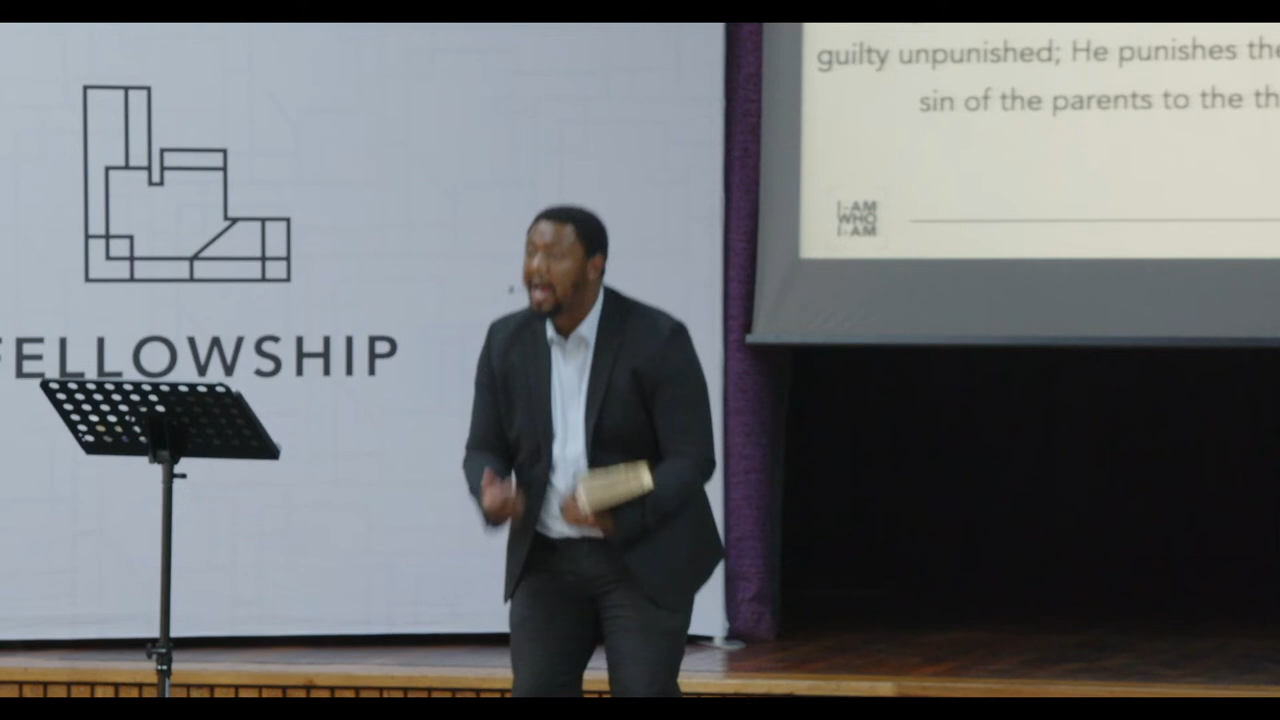 guilty unpunished; He punishes the
sin of the parents to the th
I-AM
WHO
I-AM
FELLOWSHIP